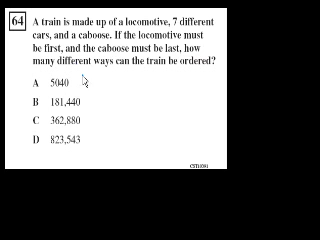 64 A train is made up of a locomotive, 7 different
cars, and a caboose. If the locomotive must
be first, and the caboose must be last, how
many different ways can the train be ordered?
A 5040
B 181,440
C 362,880
D 823,543